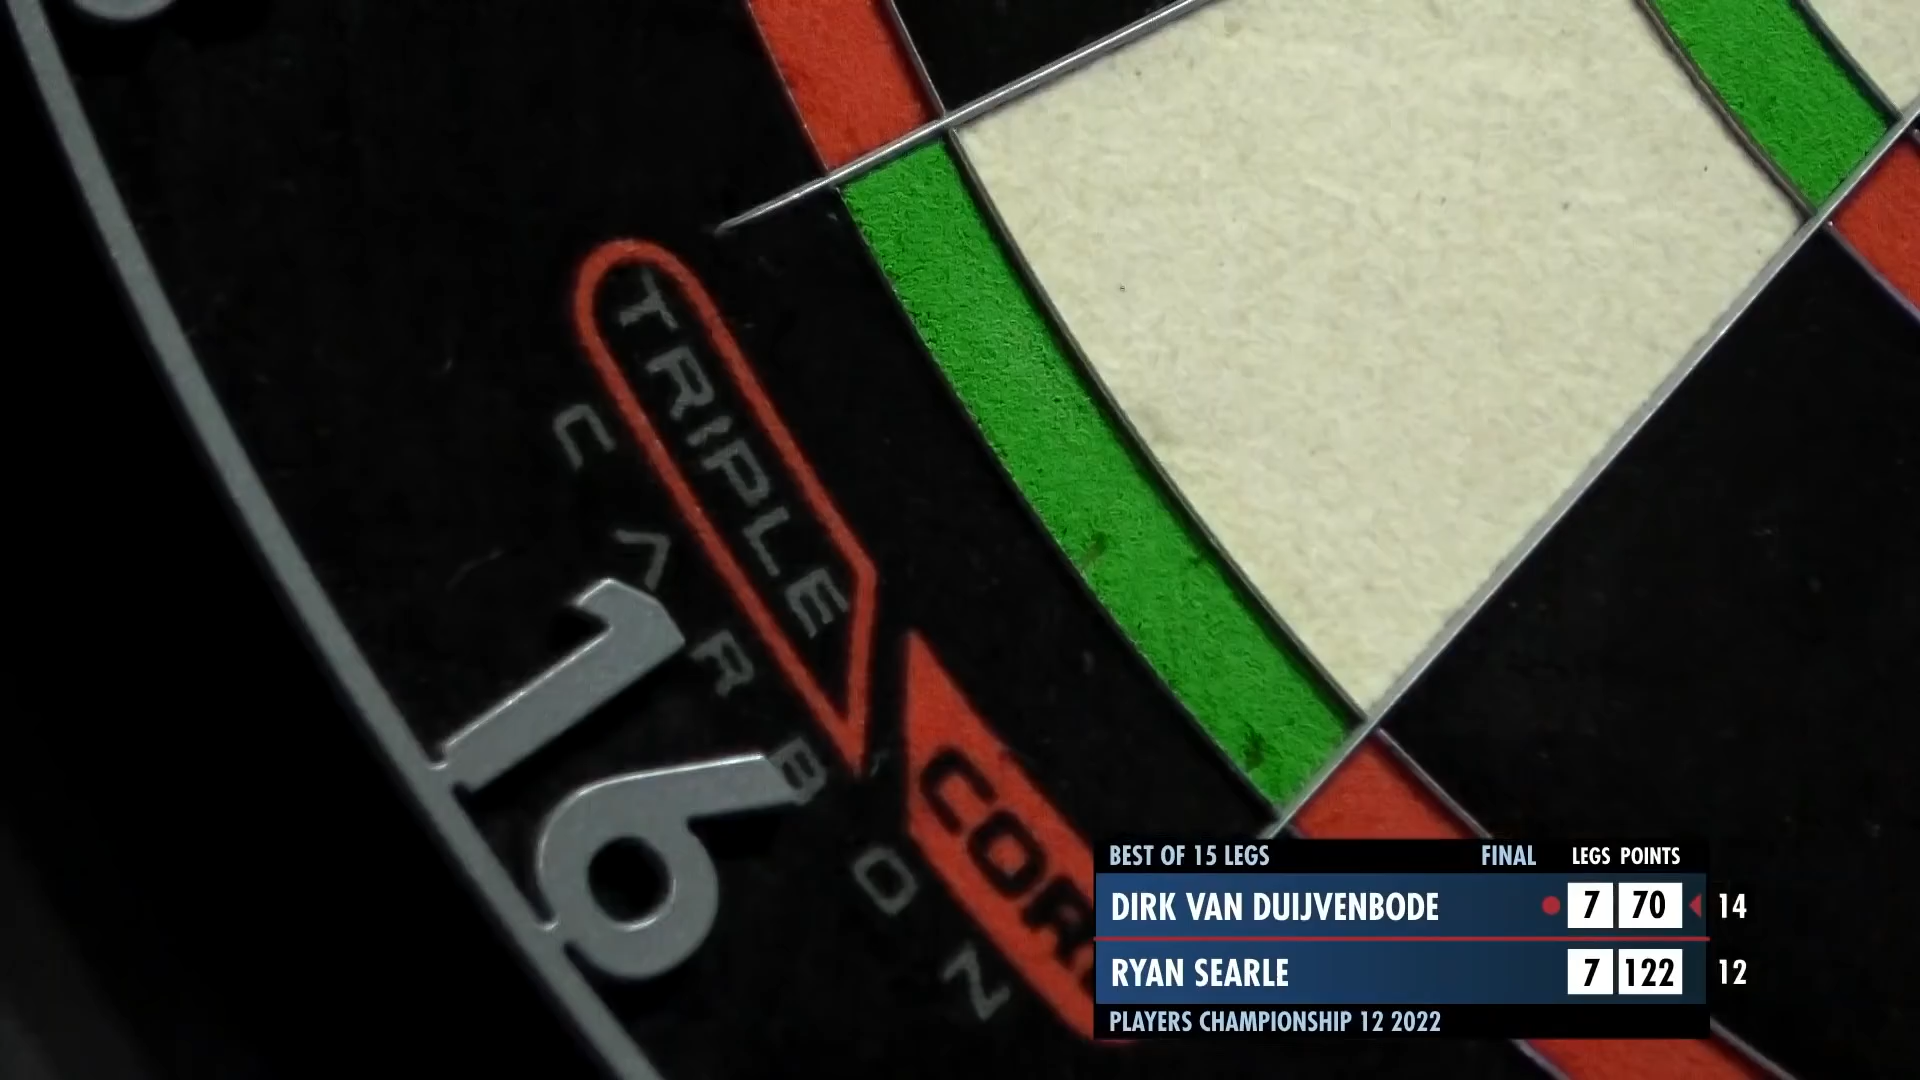 TRIPLE
CARBON
16
COR
BEST OF 15 LEGS FINAL LEGS POINTS
DIRK VAN DUIJVENBODE 7 70 14
RYAN SEARLE 7 122 12
PLAYERS CHAMPIONSHIP 12 2022